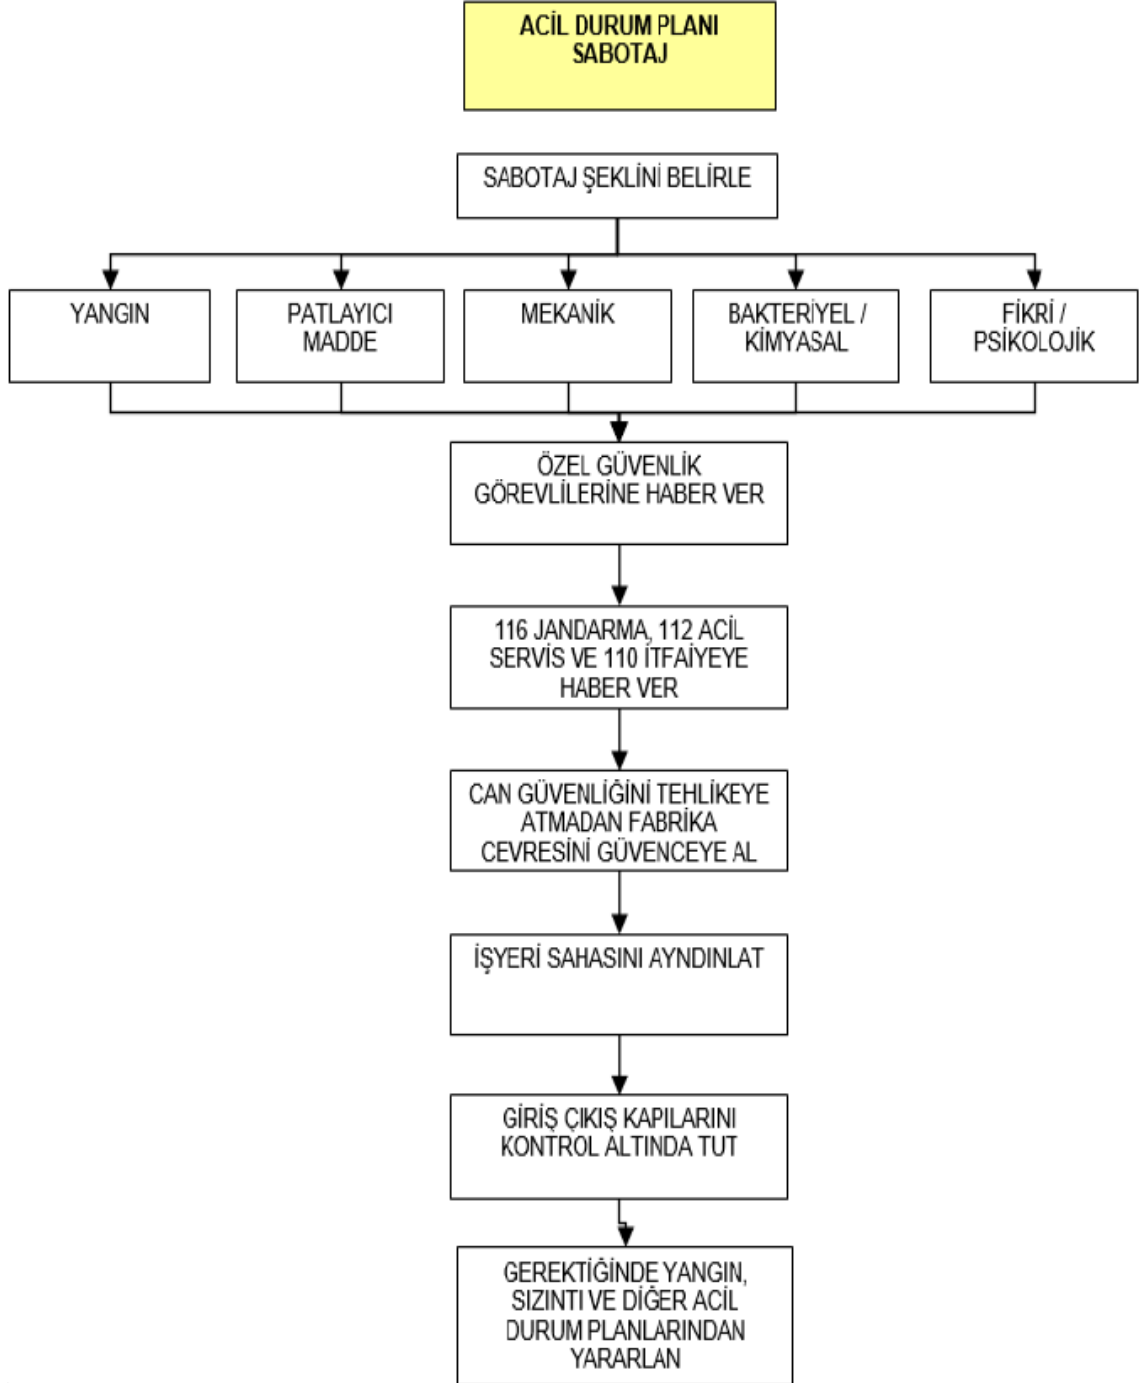 ACİL DURUM PLANI
SABOTAJ
SABOTAJ ŞEKLİNİ BELİRLE
YANGIN
PATLAYICI
MADDE
MEKANİK
BAKTERİYEL /
KİMYASAL
FİKRİ /
PSİKOLOJİK
ÖZEL GÜVENLİK
GÖREVLİLERİNE HABER VER
116 JANDARMA, 112 ACİL
SERVİS VE 110 İTFAİYEYE
HABER VER
CAN GÜVENLİĞİNİ TEHLİKEYE
ATMADAN FABRİKA
CEVRESİNİ GÜVENCEYE AL
İŞYERİ SAHASINI AYNDINLAT
GİRİŞ ÇIKIŞ KAPILARINI
KONTROL ALTINDA TUT
GEREKTİĞİNDE YANGIN,
SIZINTI VE DİĞER ACİL
DURUM PLANLARINDAN
YARARLAN